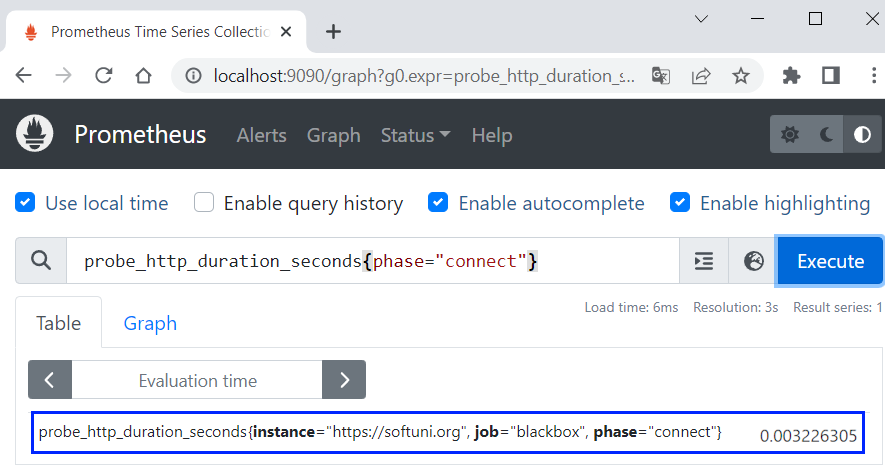 Prometheus Time Series Collectio
localhost:9090/graph?g0.expr=probe_http_duration_s...
Prometheus Alerts Graph Status Help
Use local time Enable query history Enable autocomplete Enable highlighting
probe_http_duration_seconds{phase="connect"} Execute
Load time: 6ms Resolution: 3s Result series: 1
Table Graph
Evaluation time
probe_http_duration_seconds{instance="https://softuni.org", job="blackbox", phase="connect"} 0.003226305